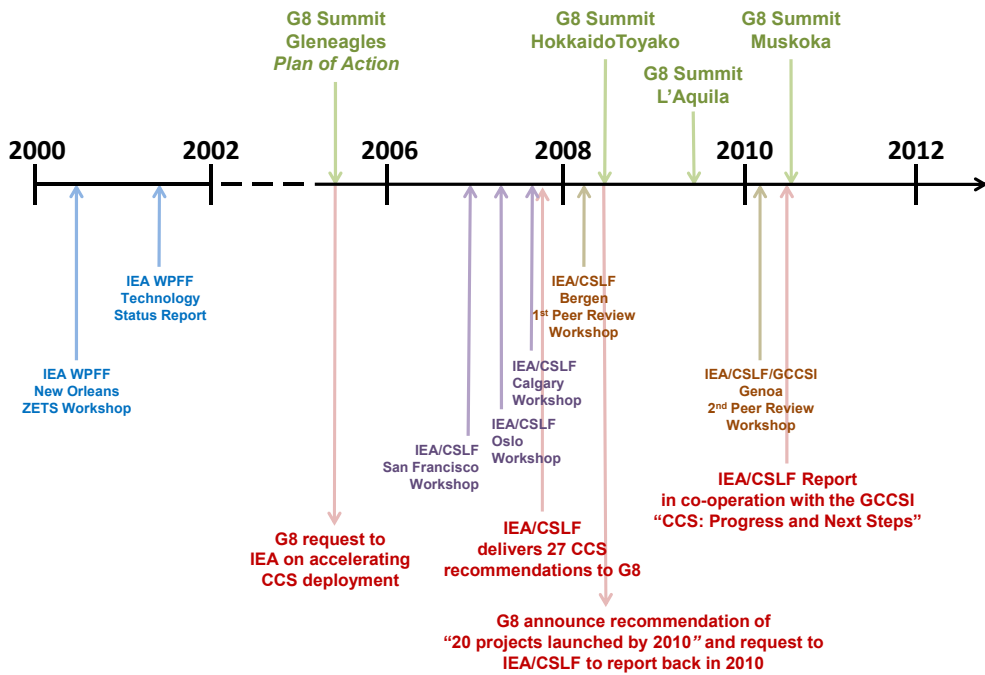 G8 Summit
Gleneagles
Plan of Action
G8 Summit
HokkaidoToyako
G8 Summit
L’Aquila
G8 Summit
Muskoka
2000
2002
2006
2008
2010
2012
IEA WPFF
New Orleans
ZETS Workshop
IEA WPFF
Technology
Status Report
IEA/CSLF
San Francisco
Workshop
IEA/CSLF
Oslo
Workshop
IEA/CSLF
Calgary
Workshop
IEA/CSLF
Bergen
1st Peer Review
Workshop
IEA/CSLF/GCCSI
Genoa
2nd Peer Review
Workshop
G8 request to
IEA on accelerating
CCS deployment
IEA/CSLF
delivers 27 CCS
recommendations to G8
G8 announce recommendation of
“20 projects launched by 2010” and request to
IEA/CSLF to report back in 2010
IEA/CSLF Report
in co-operation with the GCCSI
“CCS: Progress and Next Steps”